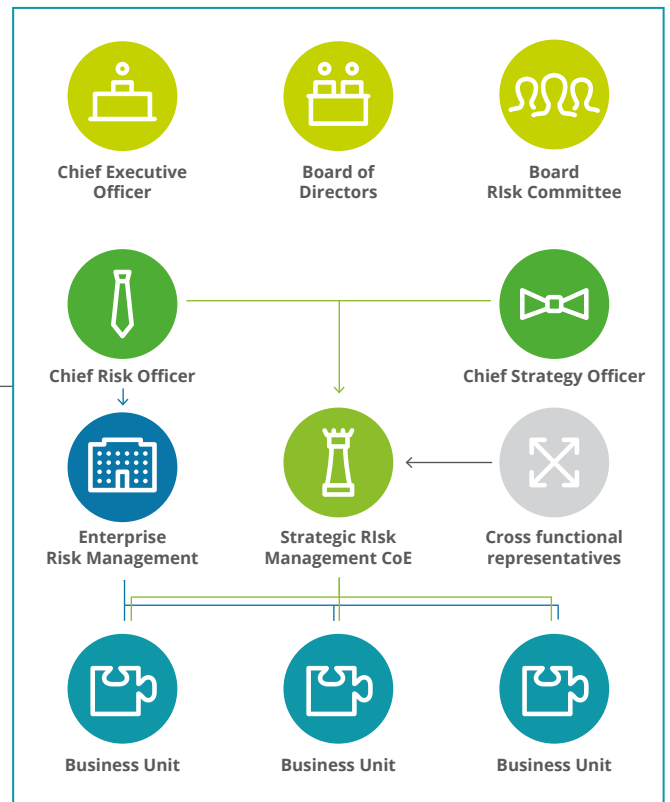 Chief Executive
Officer
Board of
Directors
Board
RIsk Committee
Chief Risk Officer
Chief Strategy Officer
Enterprise
Risk Management
Strategic RIsk
Management CoE
Cross functional
representatives
Business Unit
Business Unit
Business Unit